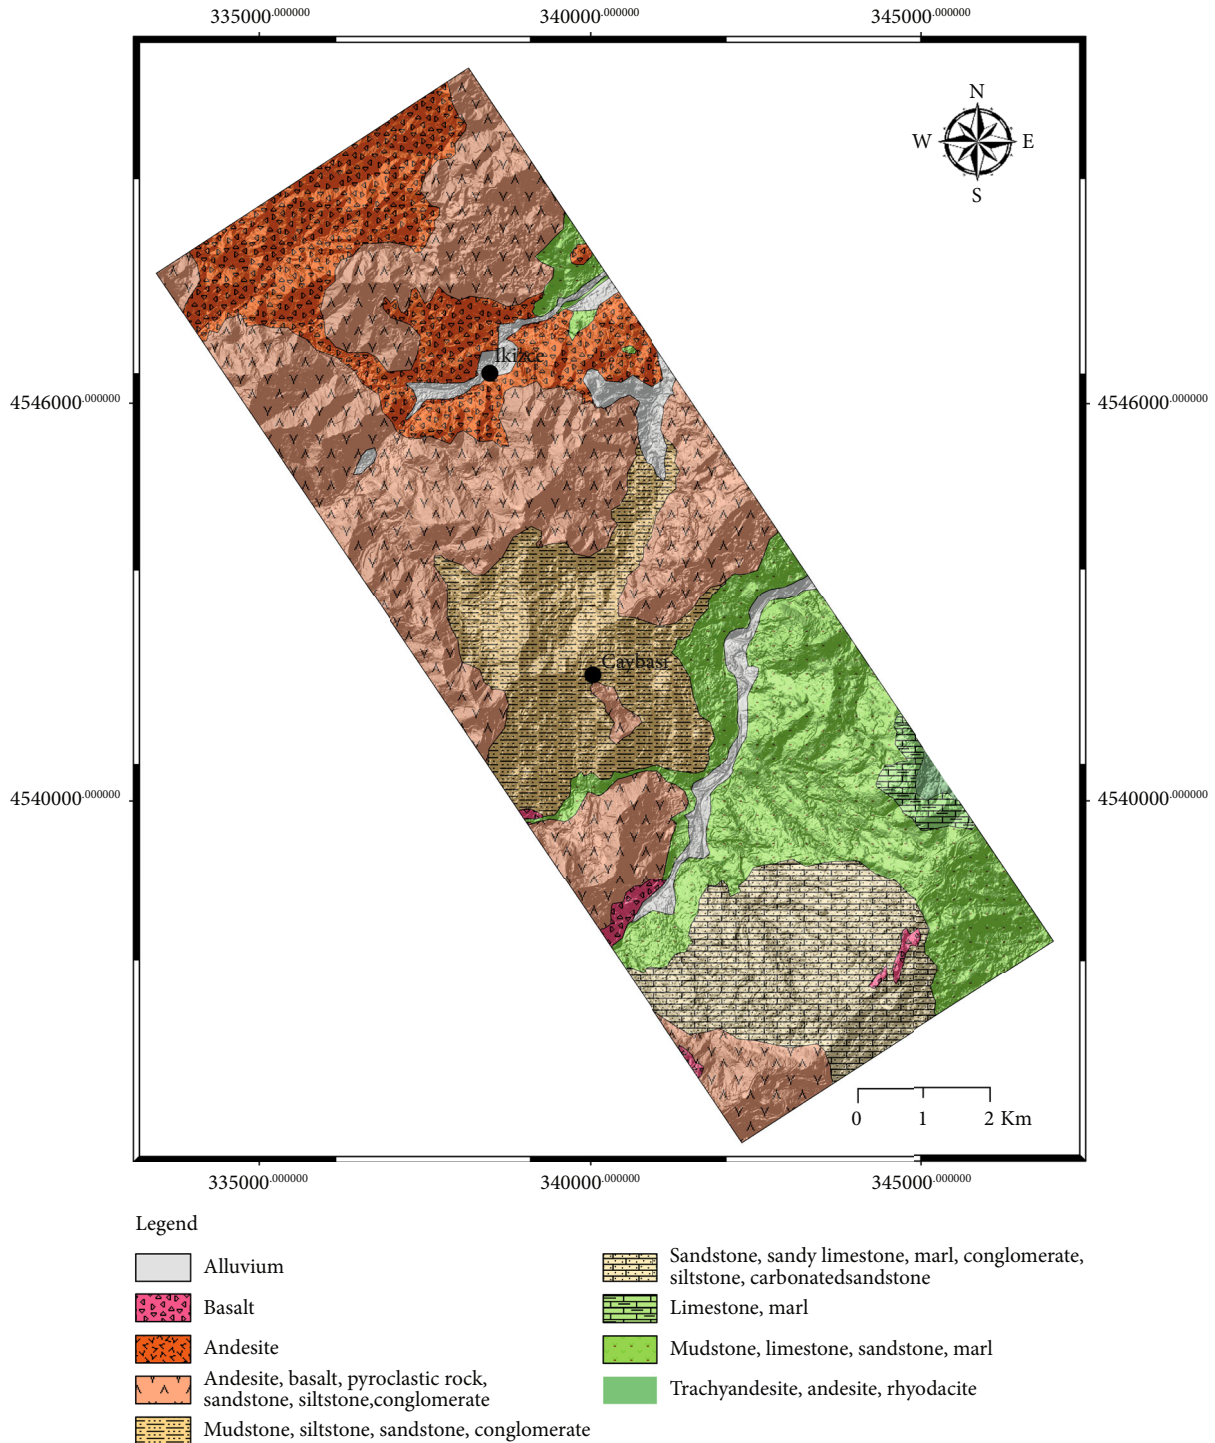 335000.000000 340000.000000 345000.000000
N
W E
S
İkizce
4546000.000000 4546000.000000
Çaybaşı
4540000.000000 4540000.000000
0 1 2 Km
335000.000000 340000.000000 345000.000000
Legend
Alluvium
Basalt
Andesite
Andesite, basalt, pyroclastic rock,
sandstone, siltstone,conglomerate
Mudstone, siltstone, sandstone, conglomerate
Sandstone, sandy limestone, marl, conglomerate,
siltstone, carbonatedsandstone
Limestone, marl
Mudstone, limestone, sandstone, marl
Trachyandesite, andesite, rhyodacite